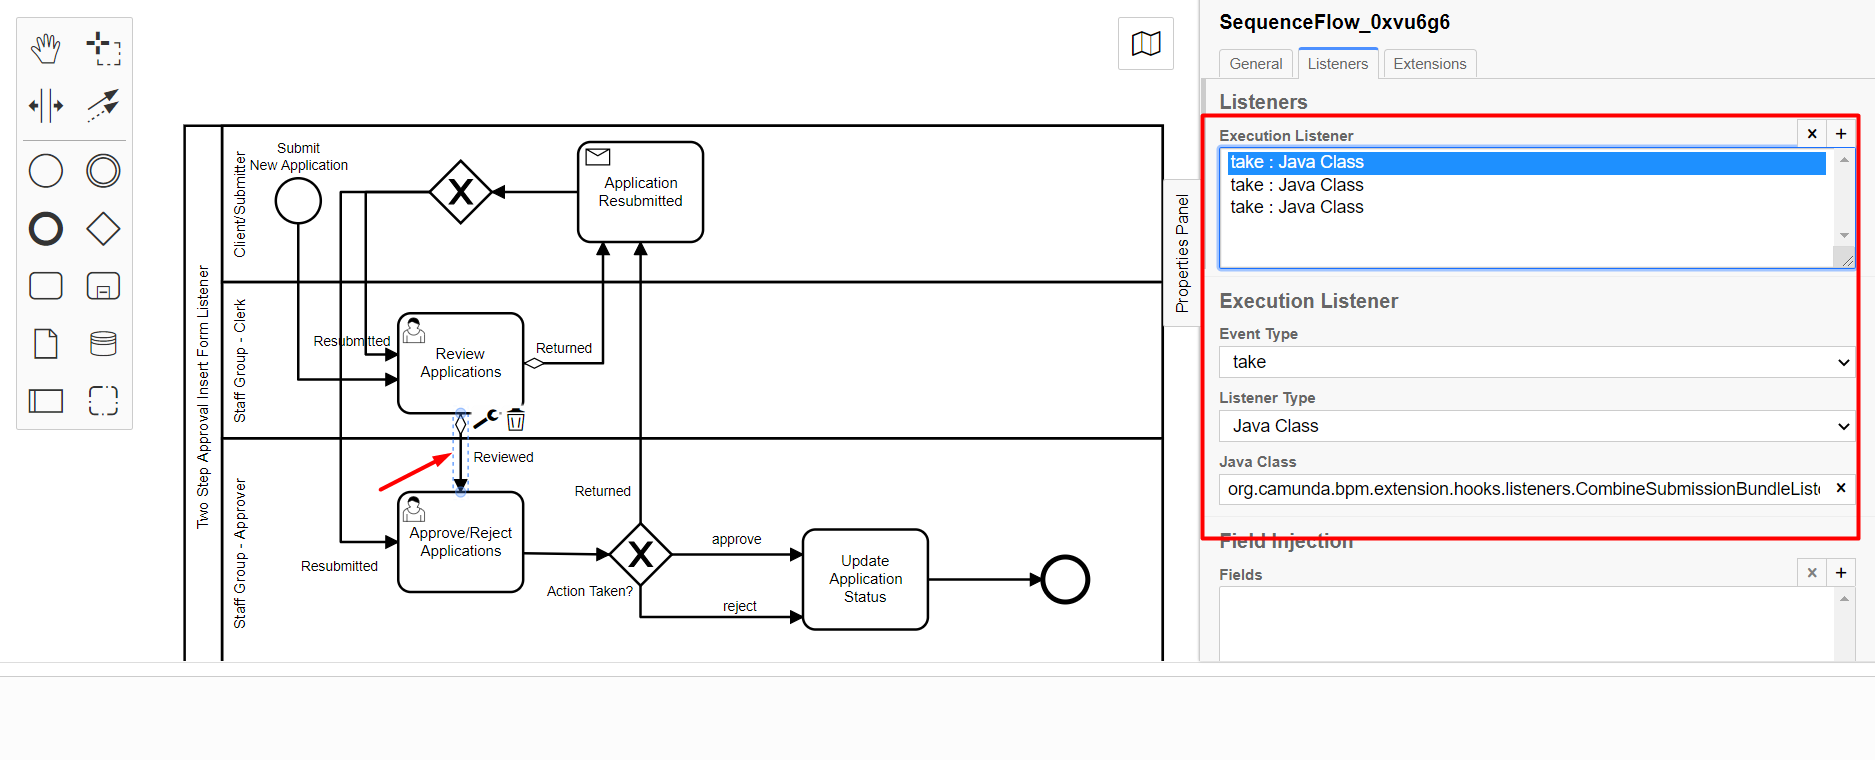 SequenceFlow_0xvu6g6
General
Listeners
Extensions
Listeners
Execution Listener
take : Java Class
take : Java Class
take : Java Class
Execution Listener
Event Type
take
Listener Type
Java Class
Java Class
org.camunda.bpm.extension.hooks.listeners.CombineSubmissionBundleListe
Field Injection
Fields
Properties Panel
Two Step Approval Insert Form Listener
Client/Submitter
Submit
New Application
Application
Resubmitted
Staff Group - Clerk
Resubmitted
Review
Applications
Returned
Staff Group - Approver
Reviewed
Returned
Approve/Reject
Applications
Resubmitted
Action Taken?
approve
reject
Update
Application
Status